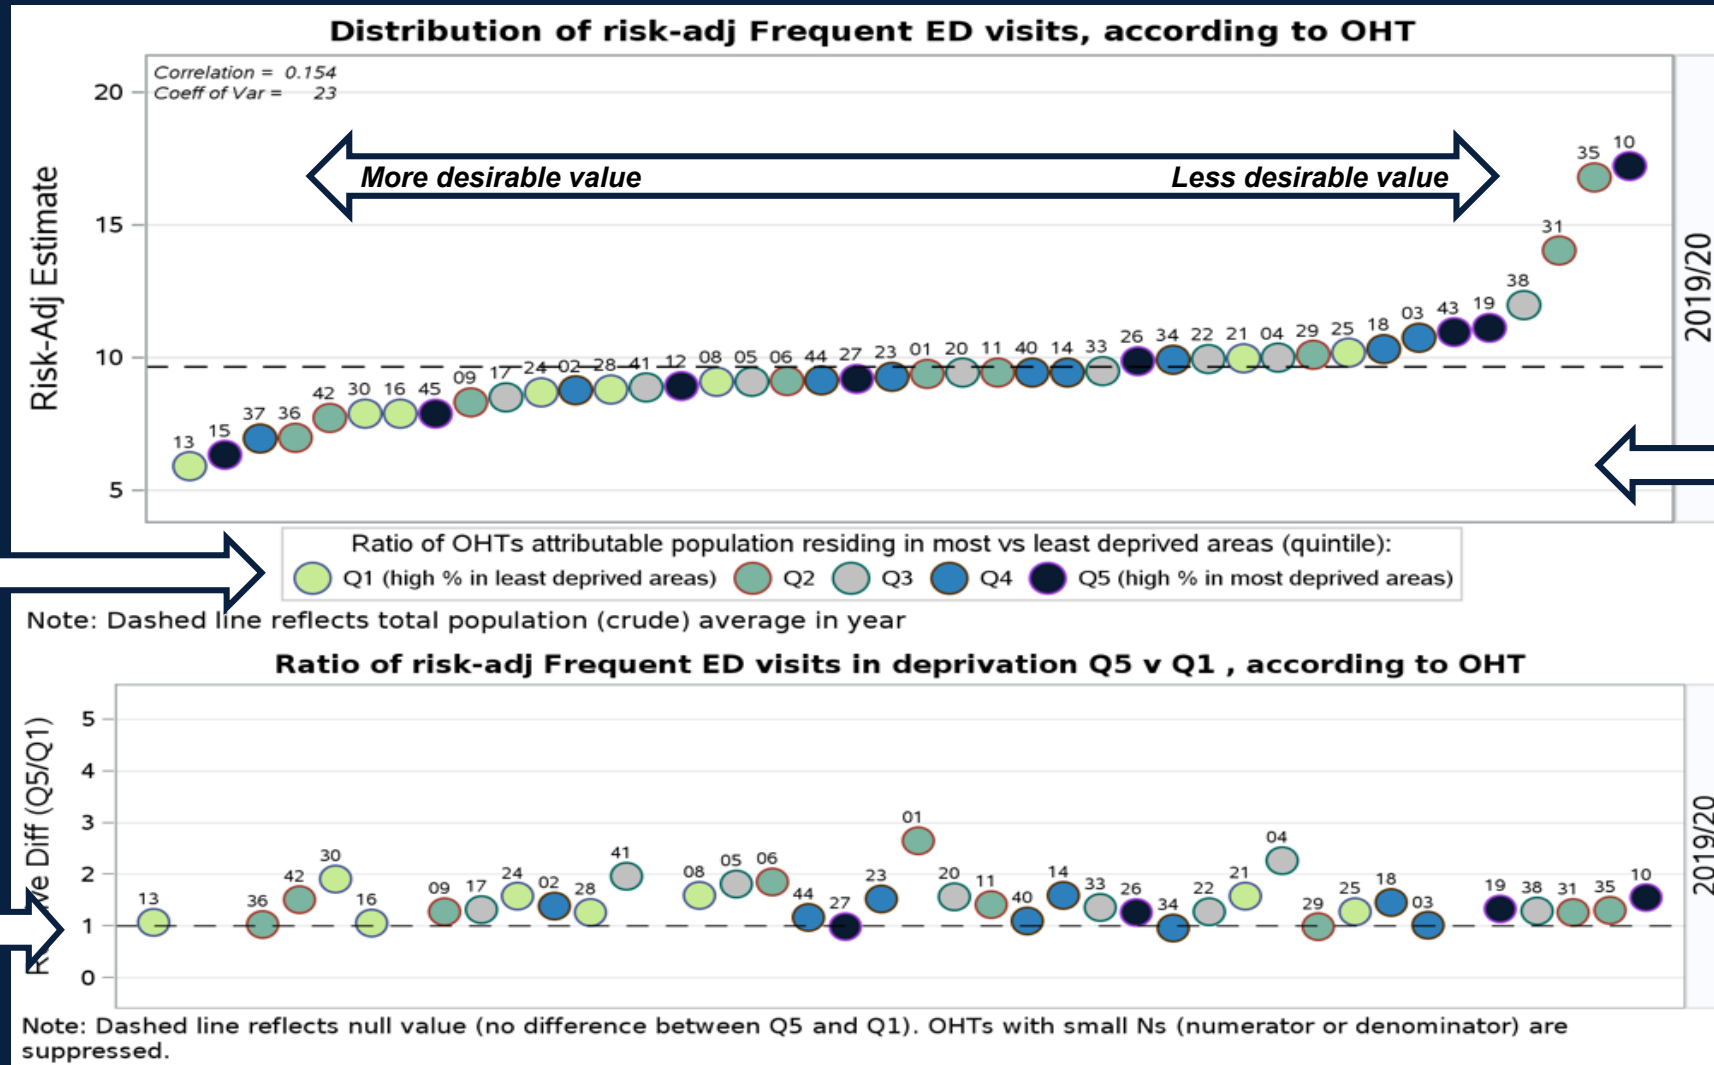 Distribution of risk-adj Frequent ED visits, according to OHT
Correlation = 0.154
Coeff of Var = 23
More desirable value
Less desirable value
Risk-Adj Estimate
20
15
10
5
13 15 37 36 42 30 16 45 09 17 24 02 28 41 12 08 05 06 44 27 23 01 20 11 40 14 33 26 34 22 21 04 29 25 18 03 43 19 38 31 35 10
2019/20
Ratio of OHTs attributable population residing in most vs least deprived areas (quintile):
Q1 (high % in least deprived areas) Q2 Q3 Q4 Q5 (high % in most deprived areas)
Note: Dashed line reflects total population (crude) average in year
Ratio of risk-adj Frequent ED visits in deprivation Q5 v Q1 , according to OHT
Diff (Q5/Q1)
5
4
3
2
1
0
13 36 42 30 16 09 17 24 02 28 41 08 05 06 44 27 23 01 20 11 40 14 33 26 34 22 21 04 29 25 18 03 19 38 31 35 10
2019/20
Note: Dashed line reflects null value (no difference between Q5 and Q1). OHTs with small Ns (numerator or denominator) are
suppressed.